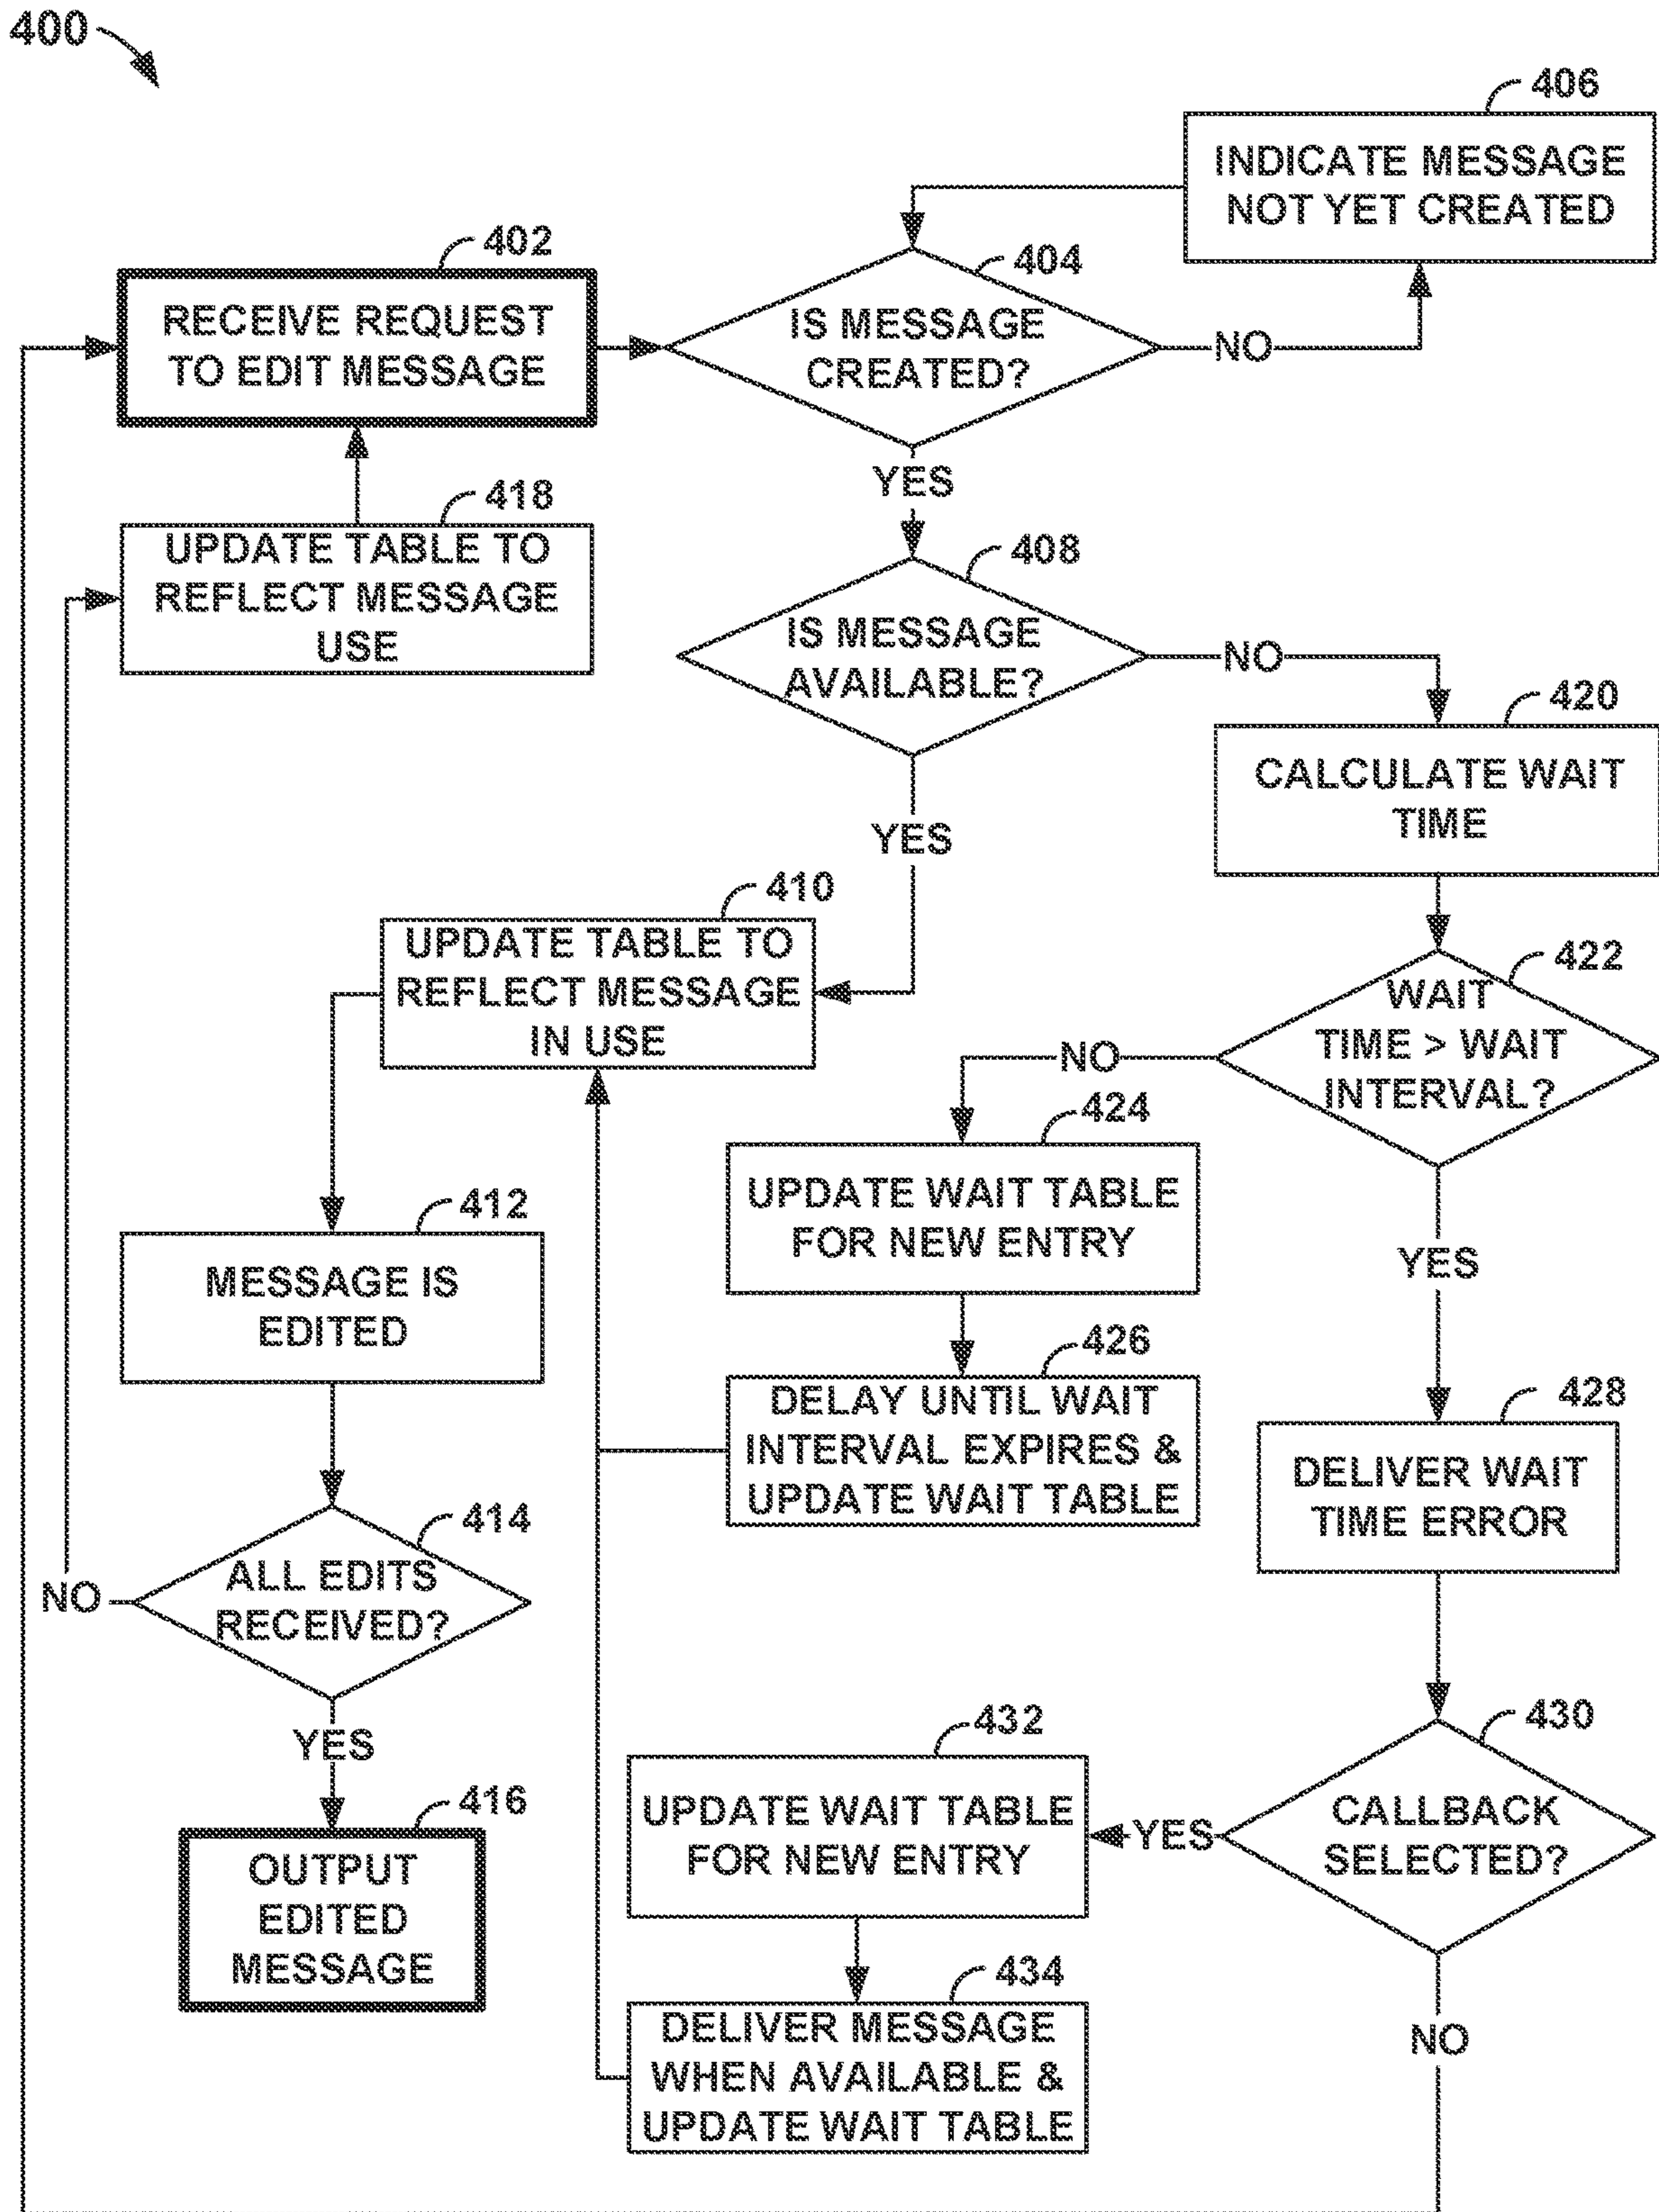 400
406
INDICATE MESSAGE
NOT YET CREATED
402
RECEIVE REQUEST
TO EDIT MESSAGE
404
IS MESSAGE
CREATED?
NO
YES
418
UPDATE TABLE TO
REFLECT MESSAGE
USE
408
IS MESSAGE
AVAILABLE?
NO
YES
420
CALCULATE WAIT
TIME
410
UPDATE TABLE TO
REFLECT MESSAGE
IN USE
422
WAIT
TIME > WAIT
INTERVAL?
NO
YES
424
UPDATE WAIT TABLE
FOR NEW ENTRY
412
MESSAGE IS
EDITED
426
DELAY UNTIL WAIT
INTERVAL EXPIRES &
UPDATE WAIT TABLE
428
DELIVER WAIT
TIME ERROR
414
ALL EDITS
RECEIVED?
NO
YES
416
OUTPUT
EDITED
MESSAGE
430
CALLBACK
SELECTED?
YES
NO
432
UPDATE WAIT TABLE
FOR NEW ENTRY
434
DELIVER MESSAGE
WHEN AVAILABLE &
UPDATE WAIT TABLE